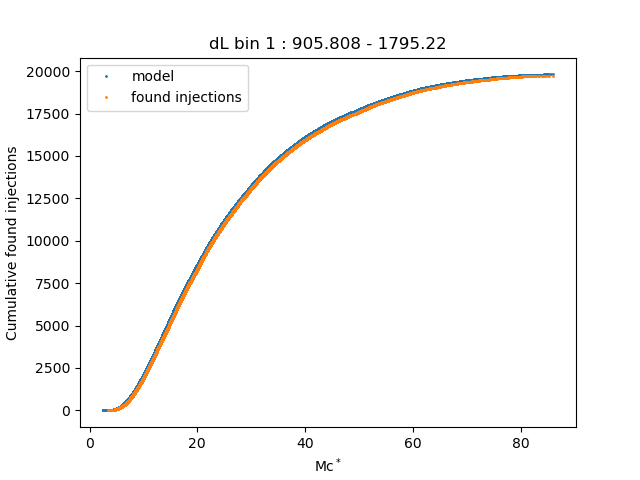 dL bin 1 : 905.808 - 1795.22
model
found injections
Cumulative found injections
20000
17500
15000
12500
10000
7500
5000
2500
0
0 20 40 60 80
Mc*